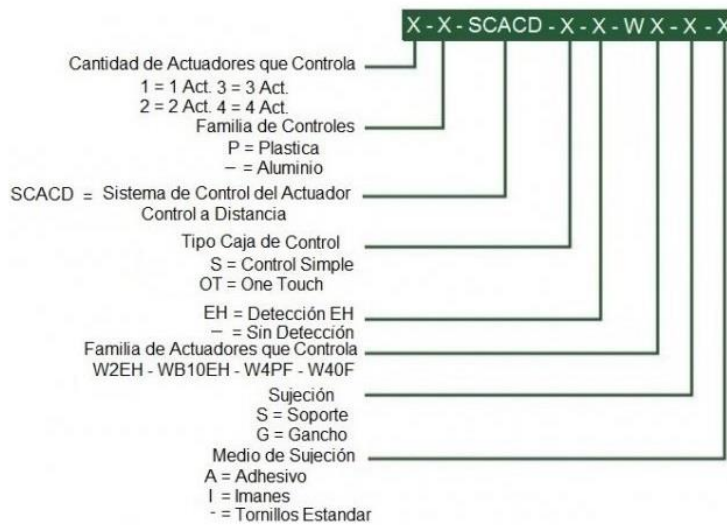 X - X - SCACD - X - X - W X - X - X
Cantidad de Actuadores que Controla
1 = 1 Act. 3 = 3 Act.
2 = 2 Act. 4 = 4 Act.
Familia de Controles
P = Plastica
– = Aluminio
SCACD = Sistema de Control del Actuador
Control a Distancia
Tipo Caja de Control
S = Control Simple
OT = One Touch
EH = Detección EH
– = Sin Detección
Familia de Actuadores que Controla
W2EH - WB10EH - W4PF - W40F
Sujeción
S = Soporte
G = Gancho
Medio de Sujeción
A = Adhesivo
I = Imanes
- = Tornillos Estandar